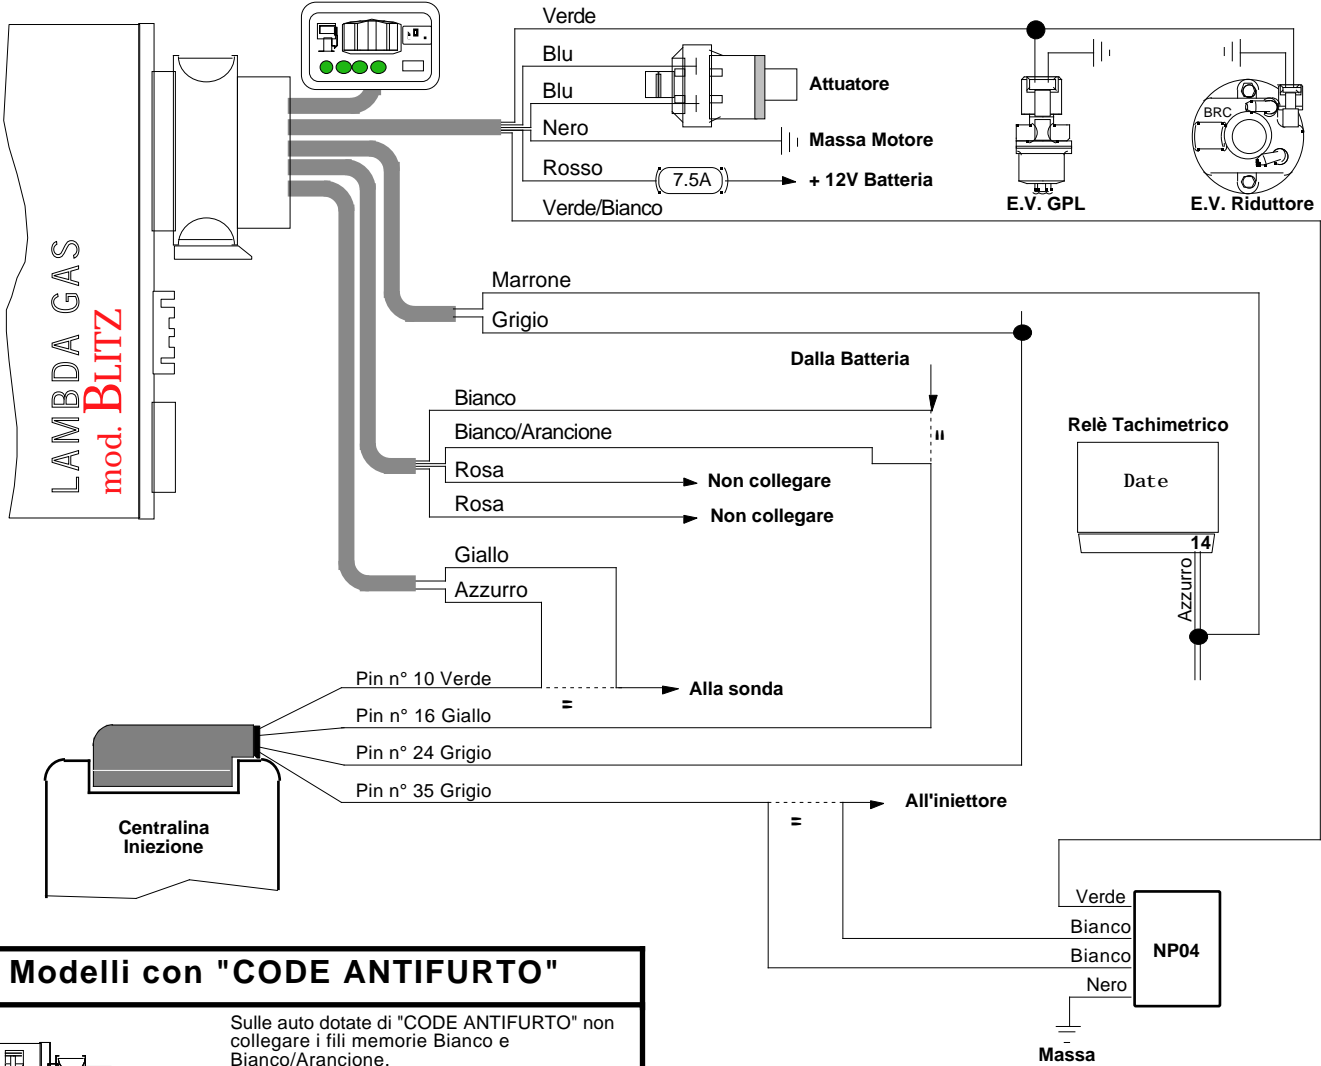 Verde
Blu
Blu
Nero
Rosso
Verde/Bianco
Attuatore
Massa Motore
7.5A
+ 12V Batteria
BRC
E.V. GPL
E.V. Riduttore
LAMBDA GAS
mod. BLITZ
Marrone
Grigio
Dalla Batteria
Bianco
Bianco/Arancione
Rosa
Non collegare
Rosa
Non collegare
Relè Tachimetrico
Date
14
Azzurro
Giallo
Azzurro
Pin n° 10 Verde
Alla sonda
Pin n° 16 Giallo
Pin n° 24 Grigio
Pin n° 35 Grigio
All'iniettore
Centralina
Iniezione
Verde
Bianco
Bianco
Nero
NP04
Massa
Modelli con "CODE ANTIFURTO"
Sulle auto dotate di "CODE ANTIFURTO" non
collegare i fili memorie Bianco e
Bianco/Arancione.